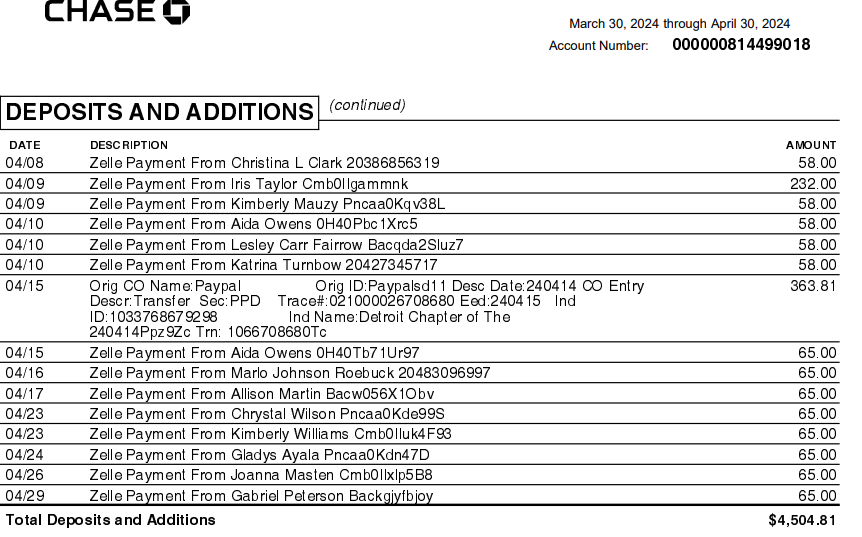 CHASE
March 30, 2024 through April 30, 2024
Account Number: 000000814499018
DEPOSITS AND ADDITIONS (continued)
DATE DESCRIPTION AMOUNT
04/08 Zelle Payment From Christina L Clark 20386856319 58.00
04/09 Zelle Payment From Iris Taylor Cmb0Ilgammnk 232.00
04/09 Zelle Payment From Kimberly Mauzy Pncaa0Kqv38L 58.00
04/10 Zelle Payment From Aida Owens 0H40Pbc1Xrc5 58.00
04/10 Zelle Payment From Lesley Carr Fairrow Bacqda2Sluz7 58.00
04/10 Zelle Payment From Katrina Turnbow 20427345717 58.00
04/15 Orig CO Name:Paypal Orig ID:Paypalsd11 Desc Date:240414 CO Entry 363.81
Descr:Transfer Sec:PPD Trace#:021000026708680 Eed:240415 Ind
ID:1033768679298 Ind Name:Detroit Chapter of The
240414Ppz9Zc Trn: 1066708680Tc
04/15 Zelle Payment From Aida Owens 0H40Tb71Ur97 65.00
04/16 Zelle Payment From Marlo Johnson Roebuck 20483096997 65.00
04/17 Zelle Payment From Allison Martin Bacw056X1Obv 65.00
04/23 Zelle Payment From Chrystal Wilson Pncaa0Kde99S 65.00
04/23 Zelle Payment From Kimberly Williams Cmb0Iluk4F93 65.00
04/24 Zelle Payment From Gladys Ayala Pncaa0Kdn47D 65.00
04/26 Zelle Payment From Joanna Masten Cmb0Ilxlp5B8 65.00
04/29 Zelle Payment From Gabriel Peterson Backgjyfbjoy 65.00
Total Deposits and Additions $4,504.81